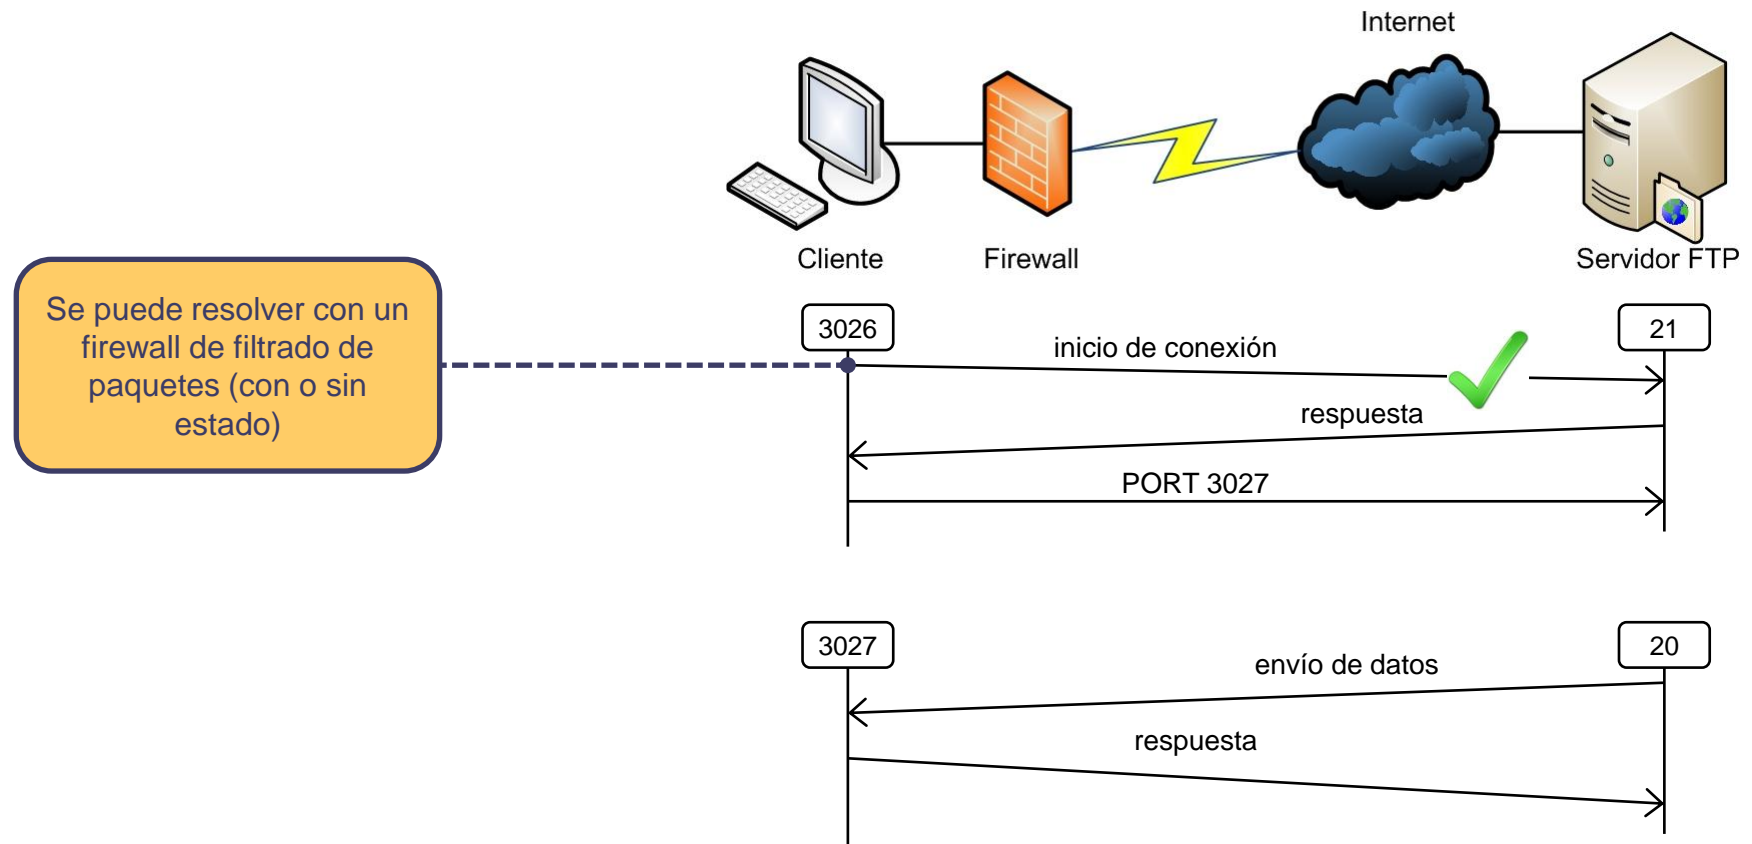 Internet
Cliente
Firewall
Servidor FTP
Se puede resolver con un
firewall de filtrado de
paquetes (con o sin
estado)
3026
21
inicio de conexión
respuesta
PORT 3027
3027
20
envío de datos
respuesta